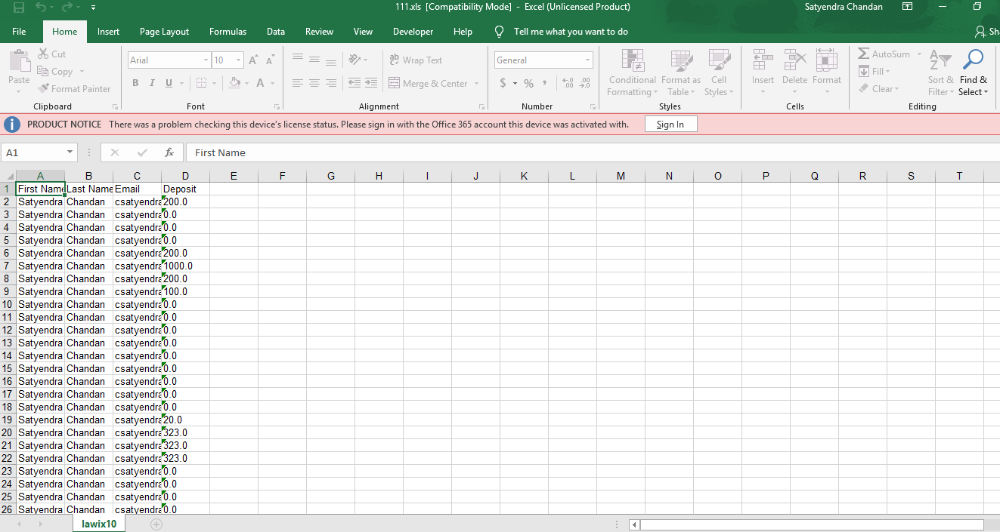 111.xls [Compatibility Mode] - Excel (Unlicensed Product) Satyendra Chandan
File Home Insert Page Layout Formulas Data Review View Developer Help Tell me what you want to do Sh
Cut
Copy
Format Painter
Paste
Clipboard
Arial 10 A A
B I U A
Font
ab Wrap Text
Merge & Center
Alignment
General
$ % , .00 .00
Number
Conditional Formatting
Format as Table
Cell Styles
Styles
Insert Delete Format
Cells
AutoSum
Fill
Clear
Sort & Filter
Find & Select
Editing
PRODUCT NOTICE There was a problem checking this device's license status. Please sign in with the Office 365 account this device was activated with. Sign In
A1 fx First Name
A B C D E F G H I J K L M N O P Q R S T
1 First Name Last Name Email Deposit
2 Satyendra Chandan csatyendra 200.0
3 Satyendra Chandan csatyendra 0.0
4 Satyendra Chandan csatyendra 0.0
5 Satyendra Chandan csatyendra 0.0
6 Satyendra Chandan csatyendra 200.0
7 Satyendra Chandan csatyendra 1000.0
8 Satyendra Chandan csatyendra 200.0
9 Satyendra Chandan csatyendra 100.0
10 Satyendra Chandan csatyendra 0.0
11 Satyendra Chandan csatyendra 0.0
12 Satyendra Chandan csatyendra 0.0
13 Satyendra Chandan csatyendra 0.0
14 Satyendra Chandan csatyendra 0.0
15 Satyendra Chandan csatyendra 0.0
16 Satyendra Chandan csatyendra 0.0
17 Satyendra Chandan csatyendra 0.0
18 Satyendra Chandan csatyendra 0.0
19 Satyendra Chandan csatyendra 20.0
20 Satyendra Chandan csatyendra 323.0
21 Satyendra Chandan csatyendra 323.0
22 Satyendra Chandan csatyendra 323.0
23 Satyendra Chandan csatyendra 0.0
24 Satyendra Chandan csatyendra 0.0
25 Satyendra Chandan csatyendra 0.0
26 Satyendra Chandan csatyendra 0.0
lawix10